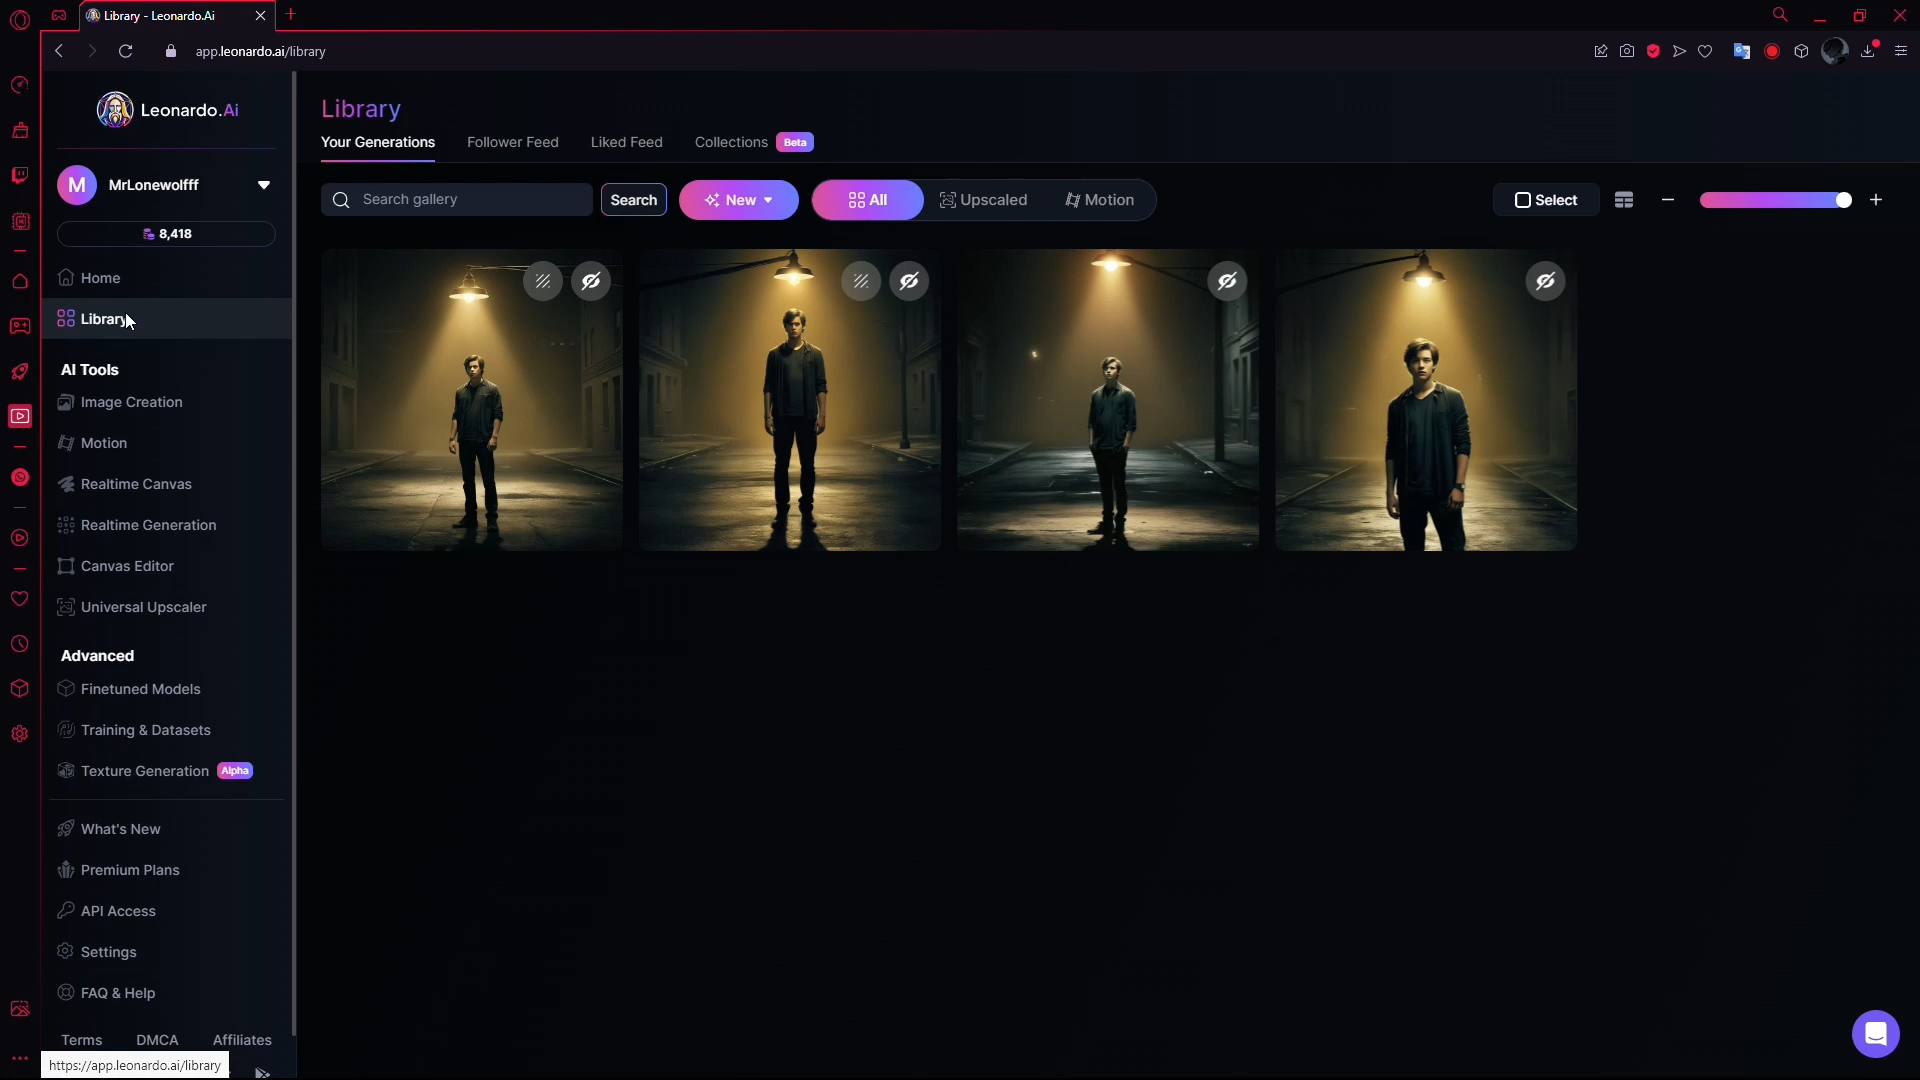 Library - Leonardo.Ai
app.leonardo.ai/library
Leonardo.Ai
M MrLonewolfff
8,418
Home
Library
AI Tools
Image Creation
Motion
Realtime Canvas
Realtime Generation
Canvas Editor
Universal Upscaler
Advanced
Finetuned Models
Training & Datasets
Texture Generation Alpha
What's New
Premium Plans
API Access
Settings
FAQ & Help
Terms DMCA Affiliates
https://app.leonardo.ai/library
Library
Your Generations Follower Feed Liked Feed Collections Beta
Search gallery Search New All Upscaled Motion Select